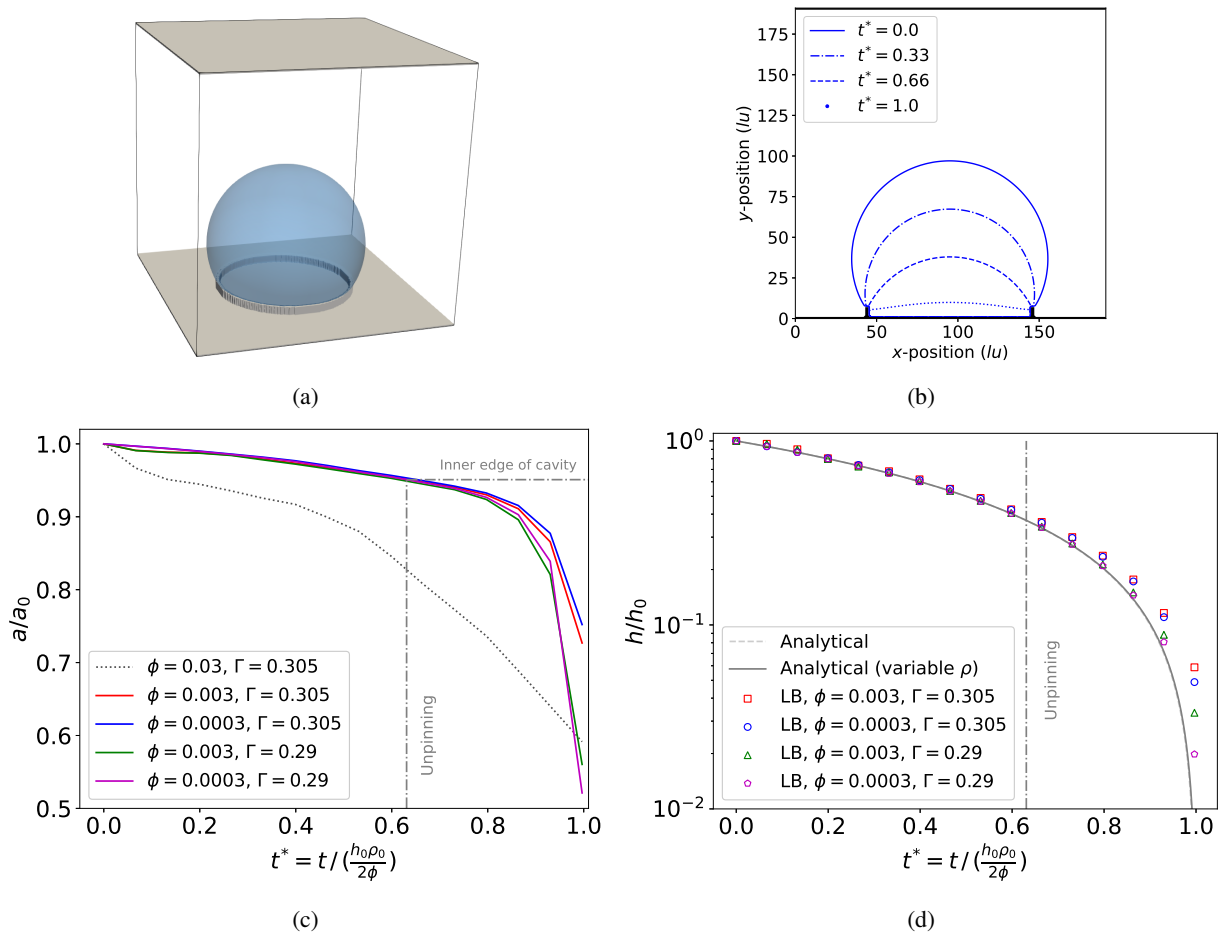 (a)
t* = 0.0
t* = 0.33
t* = 0.66
t* = 1.0
175
150
125
100
75
50
25
0
y-position (lu)
0 50 100 150
x-position (lu)
(b)
1.0
0.9
0.8
0.7
0.6
0.5
a/a₀
Inner edge of cavity
Unpinning
ϕ = 0.03, Γ = 0.305
ϕ = 0.003, Γ = 0.305
ϕ = 0.0003, Γ = 0.305
ϕ = 0.003, Γ = 0.29
ϕ = 0.0003, Γ = 0.29
0.0 0.2 0.4 0.6 0.8 1.0
t* = t / (h₀ρ₀/2ϕ)
(c)
10⁰
10⁻¹
10⁻²
h/h₀
Unpinning
Analytical
Analytical (variable ρ)
LB, ϕ = 0.003, Γ = 0.305
LB, ϕ = 0.0003, Γ = 0.305
LB, ϕ = 0.003, Γ = 0.29
LB, ϕ = 0.0003, Γ = 0.29
0.0 0.2 0.4 0.6 0.8 1.0
t* = t / (h₀ρ₀/2ϕ)
(d)